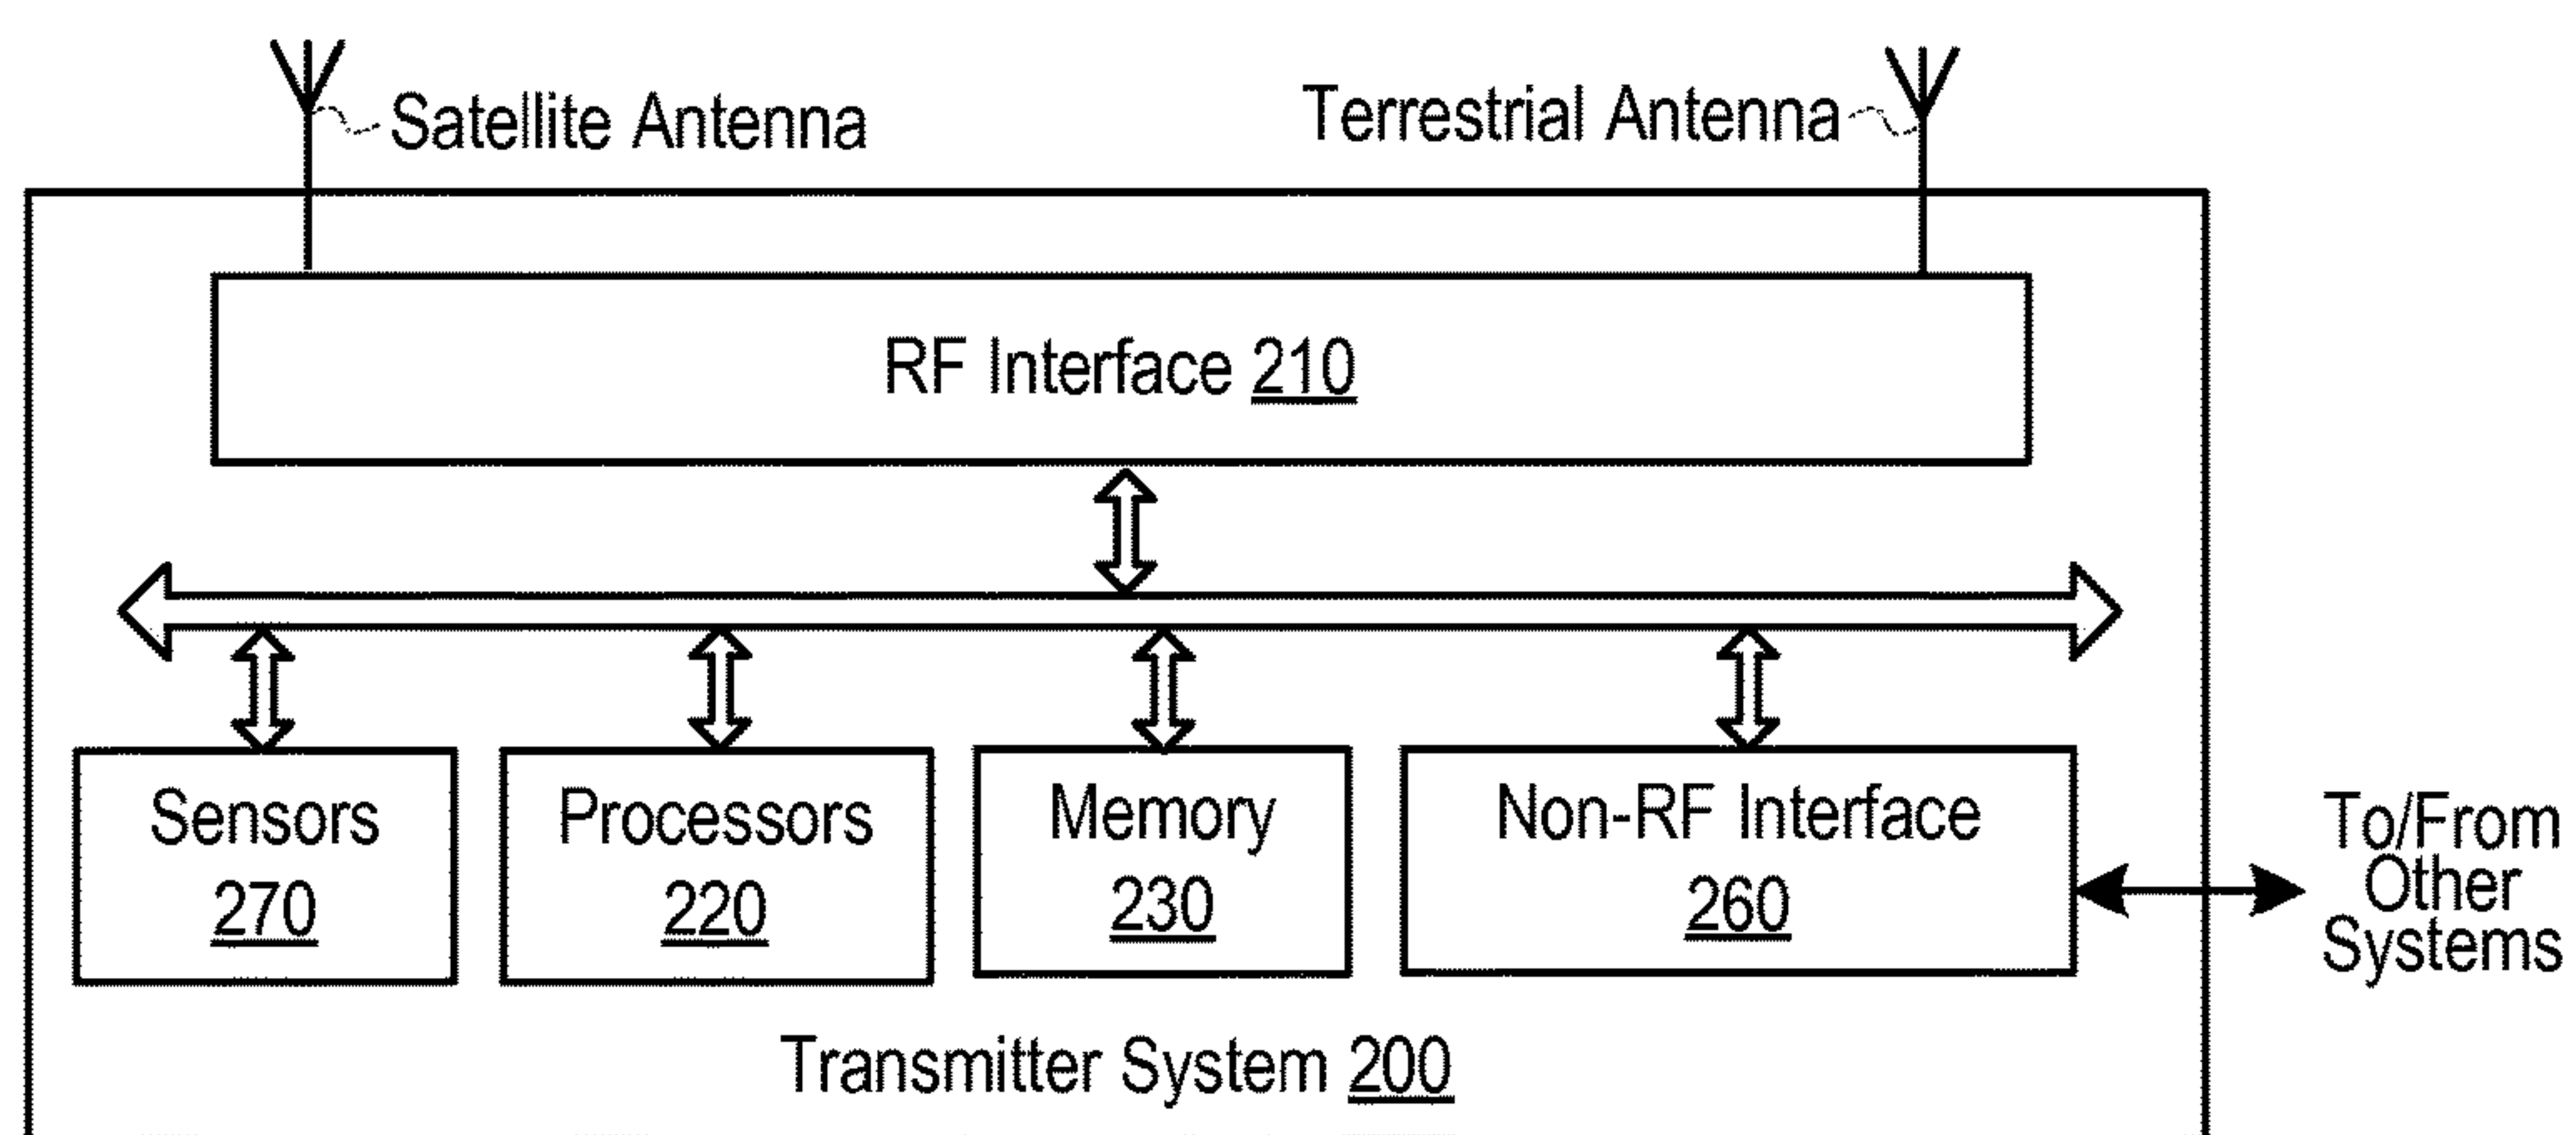 Satellite Antenna
Terrestrial Antenna
RF Interface 210
Sensors
270
Processors
220
Memory
230
Non-RF Interface
260
To/From
Other
Systems
Transmitter System 200